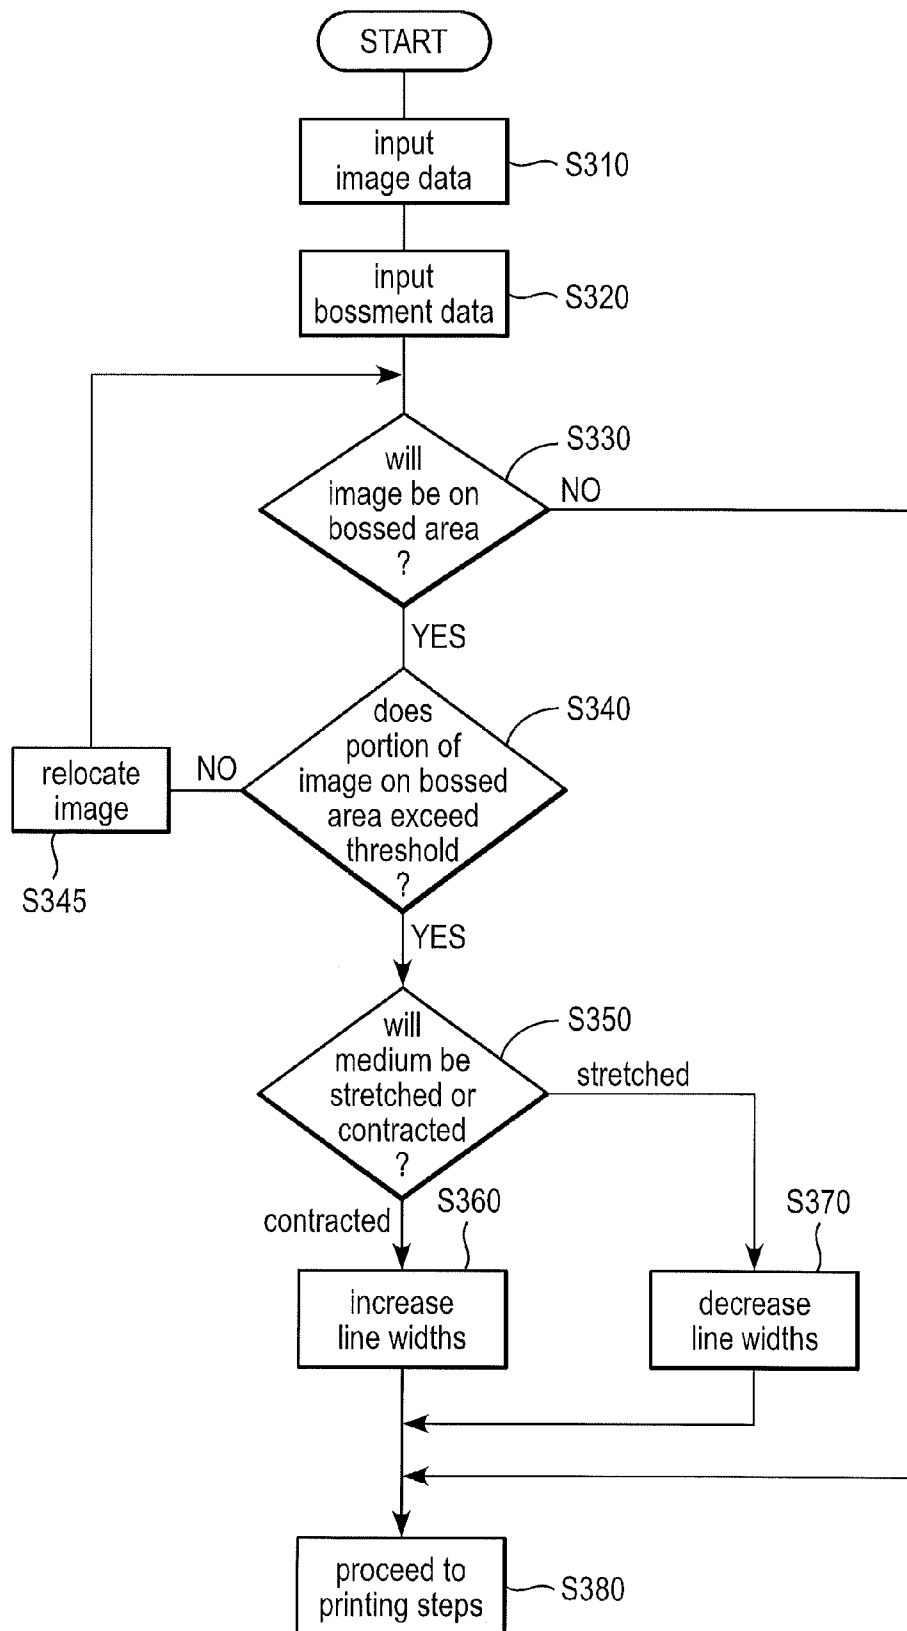 START
input
image data
S310
input
bossment data
S320
S330
will
image be on
bossed area
?
NO
YES
S340
does
portion of
image on bossed
area exceed
threshold
?
NO
relocate
image
S345
YES
S350
will
medium be
stretched or
contracted
?
stretched
contracted
S360
S370
increase
line widths
decrease
line widths
proceed to
printing steps
S380